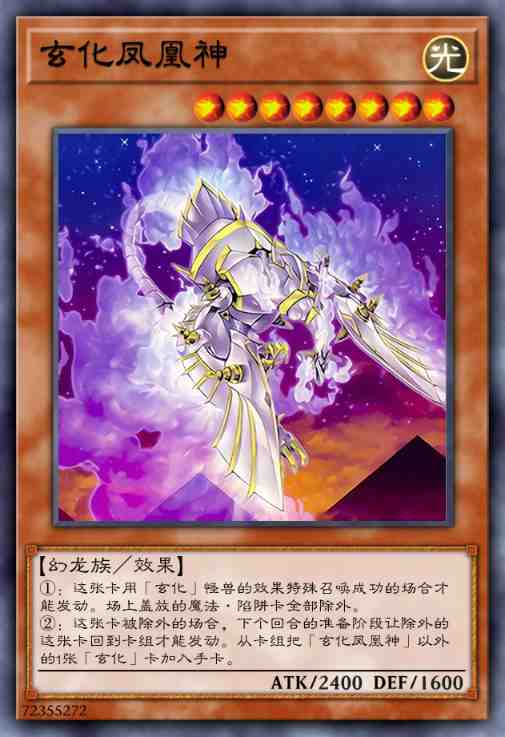 玄化凤凰神
光
【幻龙族／效果】
①：这张卡用「玄化」怪兽的效果特殊召唤成功的场合才
能发动。场上盖放的魔法・陷阱卡全部除外。
②：这张卡被除外的场合，下个回合的准备阶段让除外的
这张卡回到卡组才能发动。从卡组把「玄化凤凰神」以外
的1张「玄化」卡加入手卡。
ATK/2400 DEF/1600
72355272